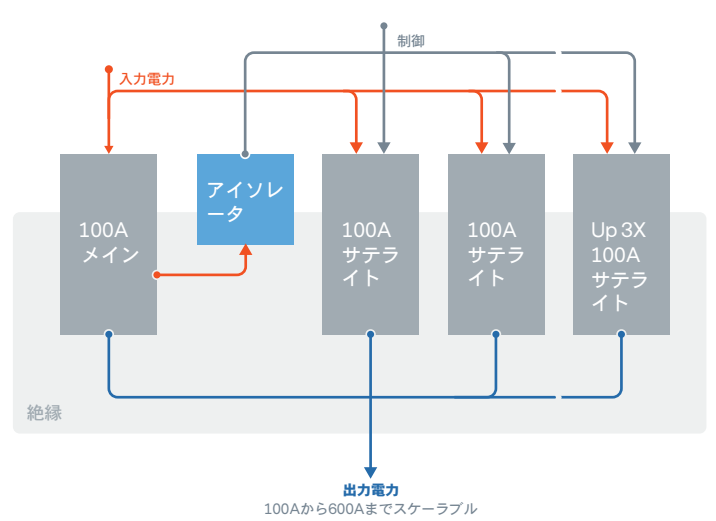 制御
入力電力
アイソレ
ータ
100A
メイン
100A
サテラ
イト
100A
サテラ
イト
Up 3X
100A
サテラ
イト
絶縁
出力電力
100Aから600Aまでスケーラブル